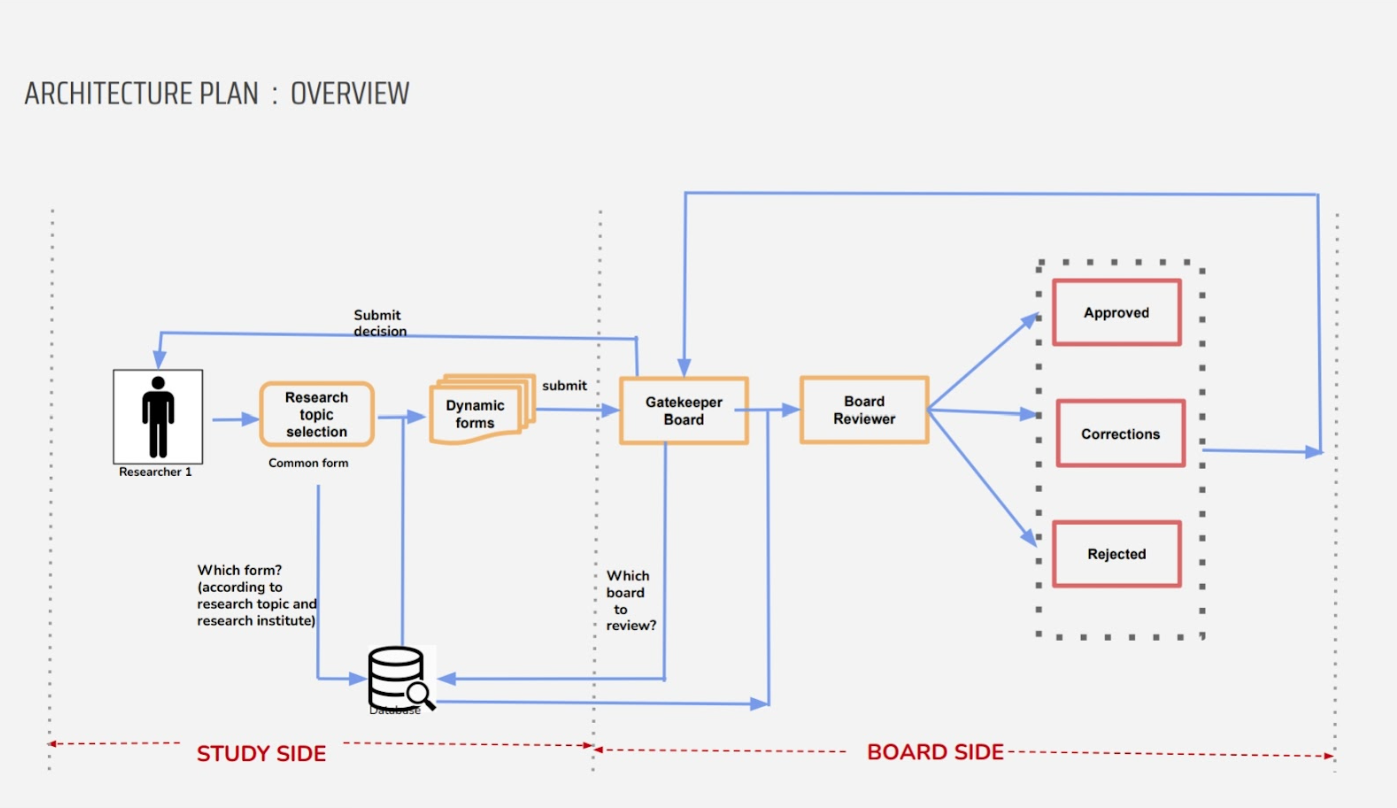 ARCHITECTURE PLAN : OVERVIEW
Submit
decision
Researcher 1
Research
topic
selection
Common form
Dynamic
forms
submit
Gatekeeper
Board
Board
Reviewer
Approved
Corrections
Rejected
Which form?
(according to
research topic and
research institute)
Which
board
to
review?
Database
STUDY SIDE
BOARD SIDE